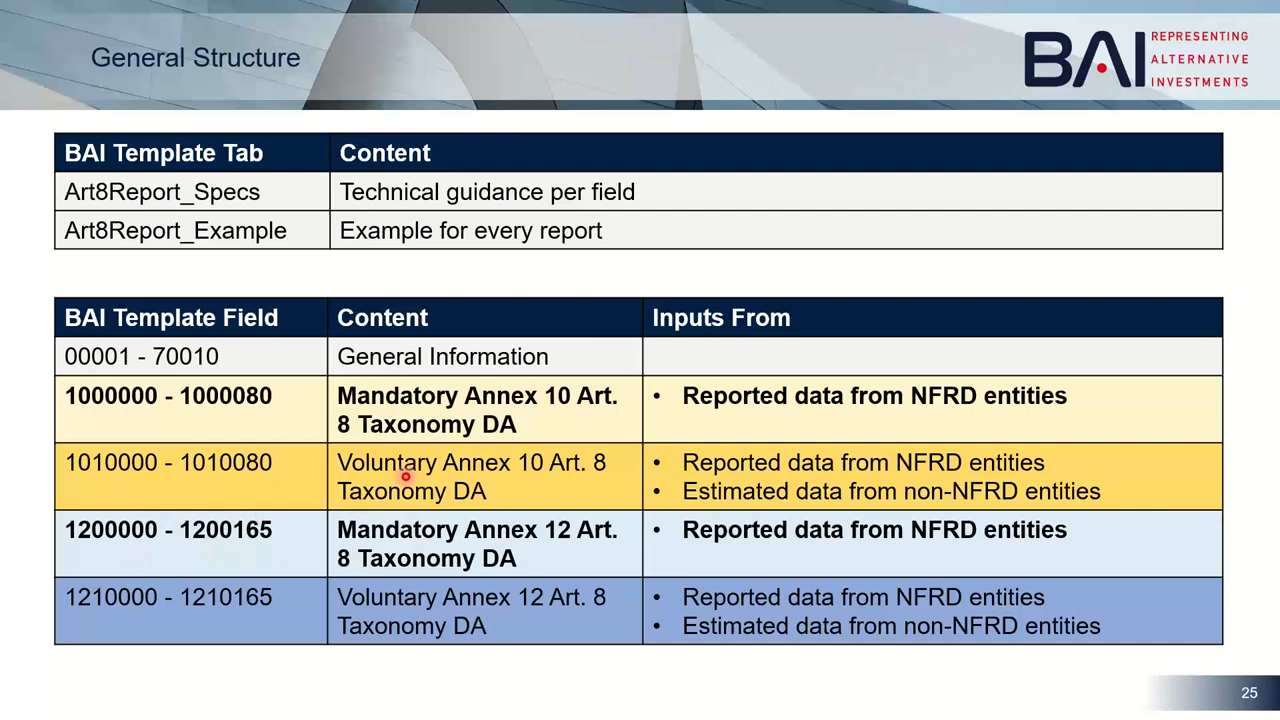 General Structure
BAI REPRESENTING
ALTERNATIVE
INVESTMENTS
BAI Template Tab Content
Art8Report_Specs Technical guidance per field
Art8Report_Example Example for every report
BAI Template Field Content Inputs From
00001 - 70010 General Information
1000000 - 1000080 Mandatory Annex 10 Art. • Reported data from NFRD entities
8 Taxonomy DA
1010000 - 1010080 Voluntary Annex 10 Art. 8 • Reported data from NFRD entities
Taxonomy DA • Estimated data from non-NFRD entities
1200000 - 1200165 Mandatory Annex 12 Art. • Reported data from NFRD entities
8 Taxonomy DA
1210000 - 1210165 Voluntary Annex 12 Art. 8 • Reported data from NFRD entities
Taxonomy DA • Estimated data from non-NFRD entities
25